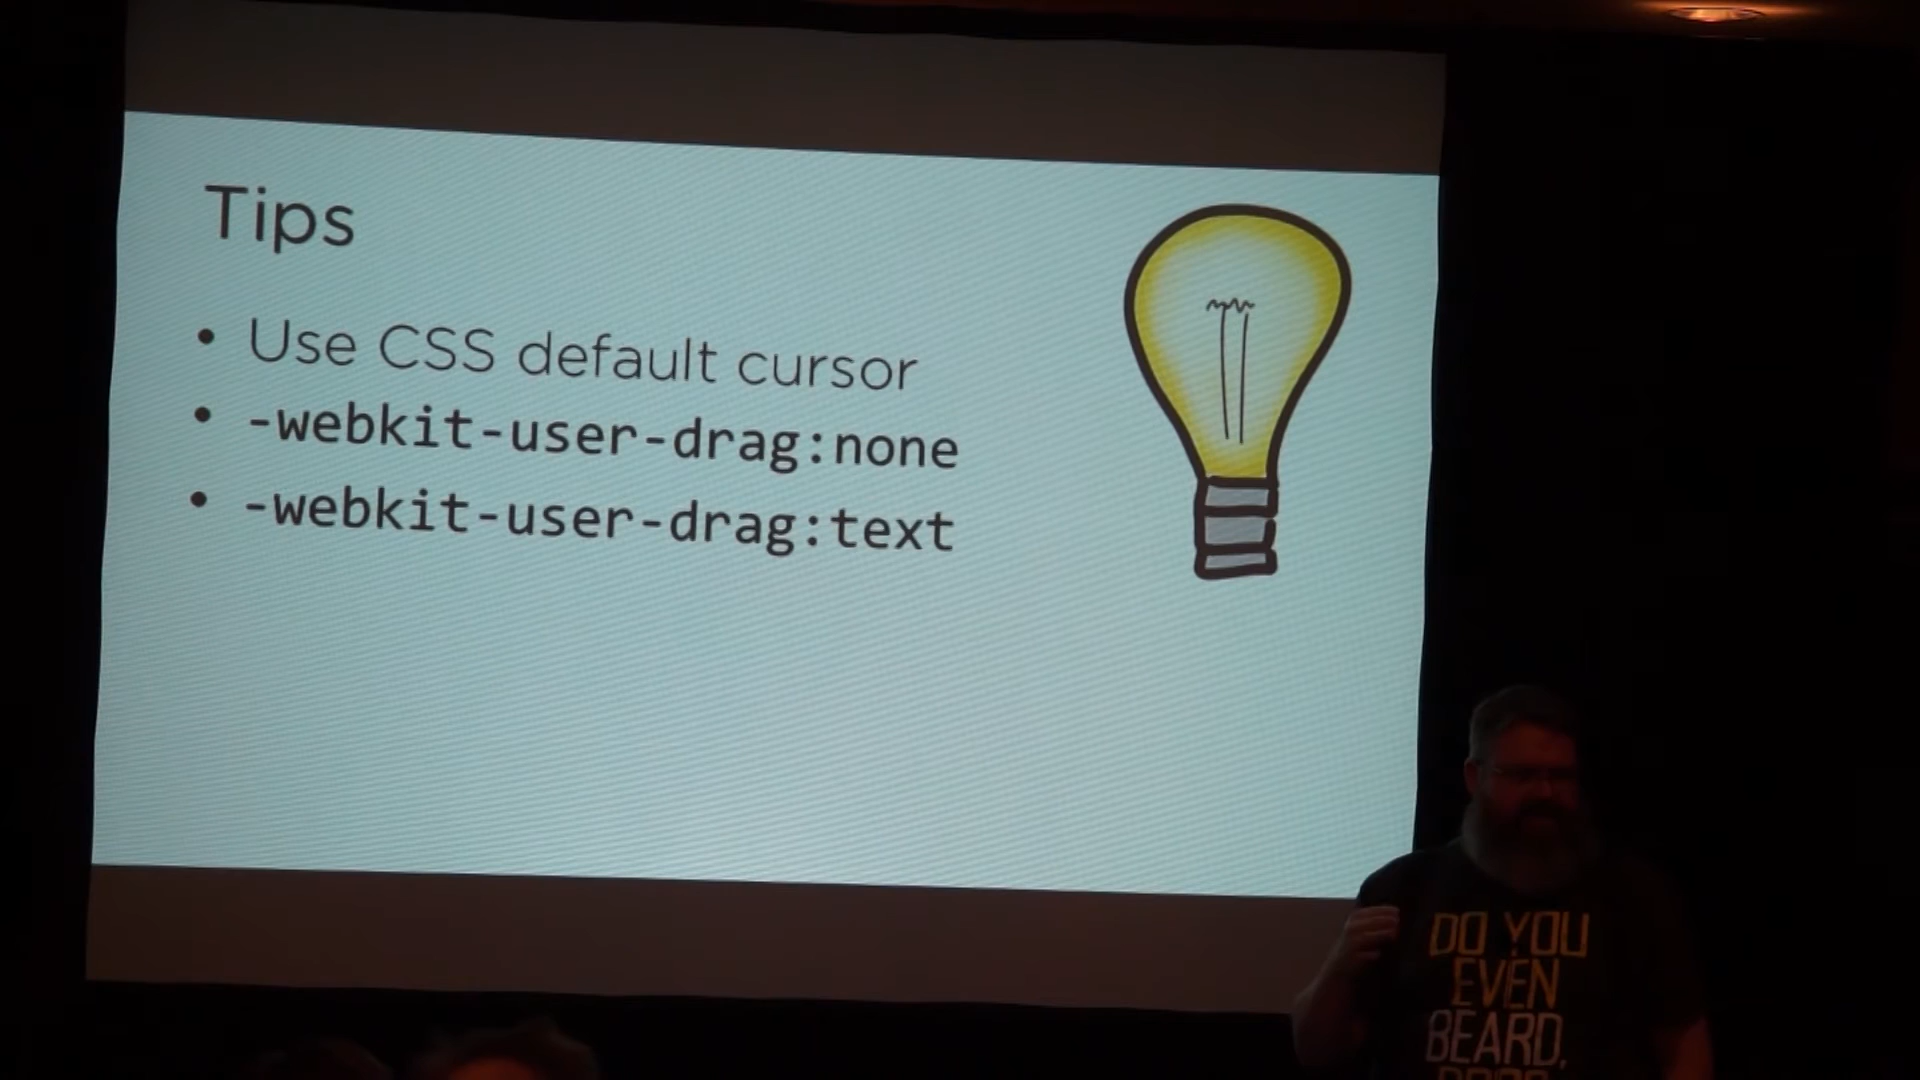 Tips
• Use CSS default cursor
• -webkit-user-drag:none
• -webkit-user-drag:text
DO YOU
EVEN
BEARD,